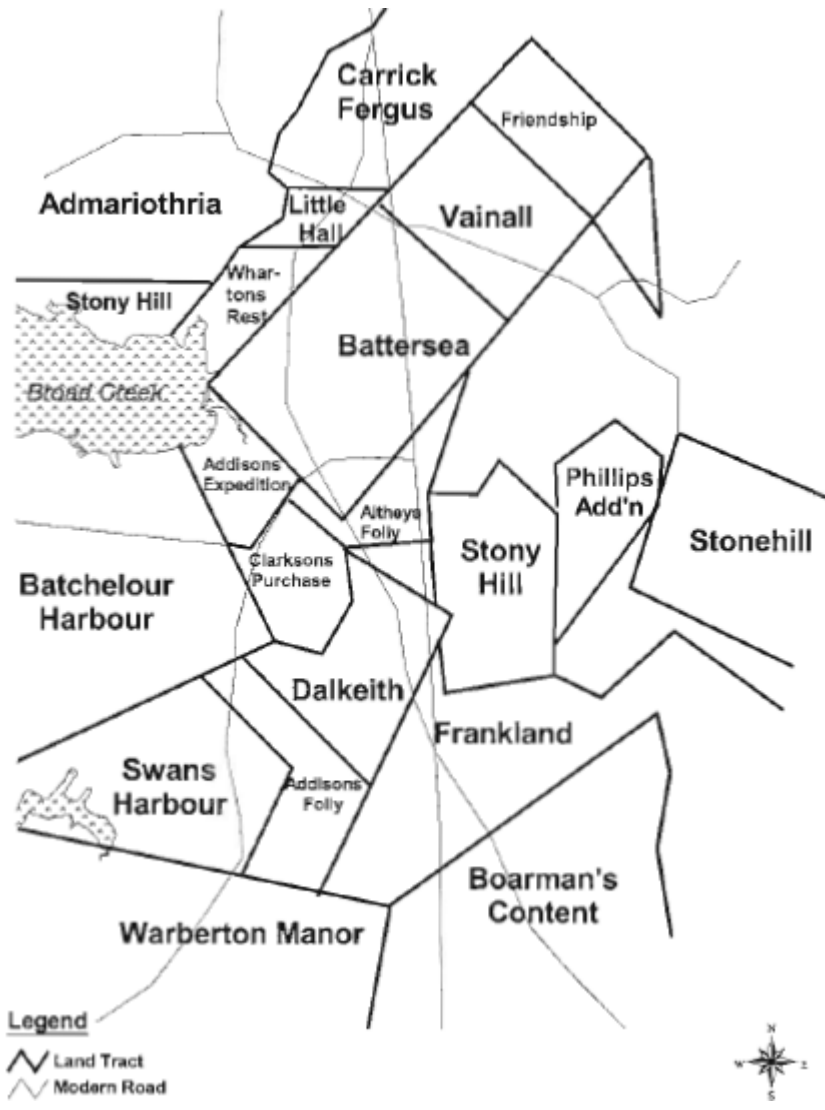 Carrick
Fergus
Friendship
Admariothria
Little
Hall
Vainall
Whar-
tons
Rest
Stony Hill
Battersea
Broad Creek
Addisons
Expedition
Altheys
Folly
Phillips
Add'n
Stony
Hill
Stonehill
Clarksons
Purchase
Batchelour
Harbour
Dalkeith
Frankland
Swans
Harbour
Addisons
Folly
Boarman's
Content
Warberton Manor
Legend
Land Tract
Modern Road
N
W
E
S